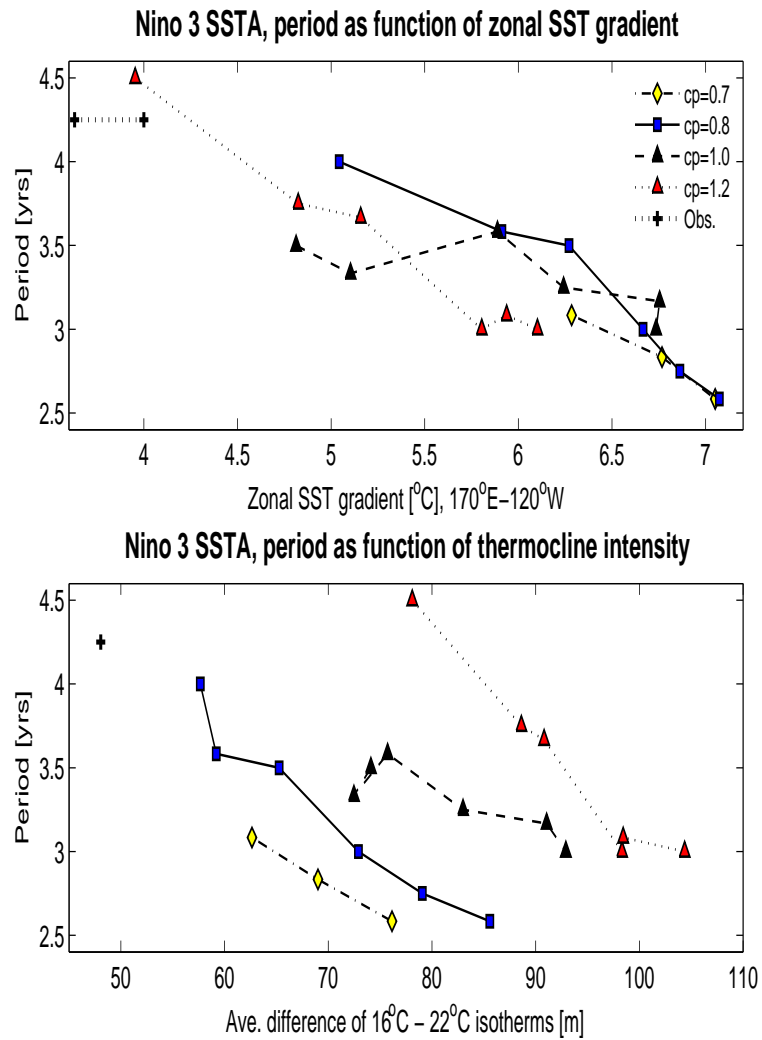 Nino 3 SSTA, period as function of zonal SST gradient
Period [yrs]
4.5
4
3.5
3
2.5
cp=0.7
cp=0.8
cp=1.0
cp=1.2
Obs.
4 4.5 5 5.5 6 6.5 7
Zonal SST gradient [°C], 170°E−120°W
Nino 3 SSTA, period as function of thermocline intensity
Period [yrs]
4.5
4
3.5
3
2.5
50 60 70 80 90 100 110
Ave. difference of 16°C − 22°C isotherms [m]